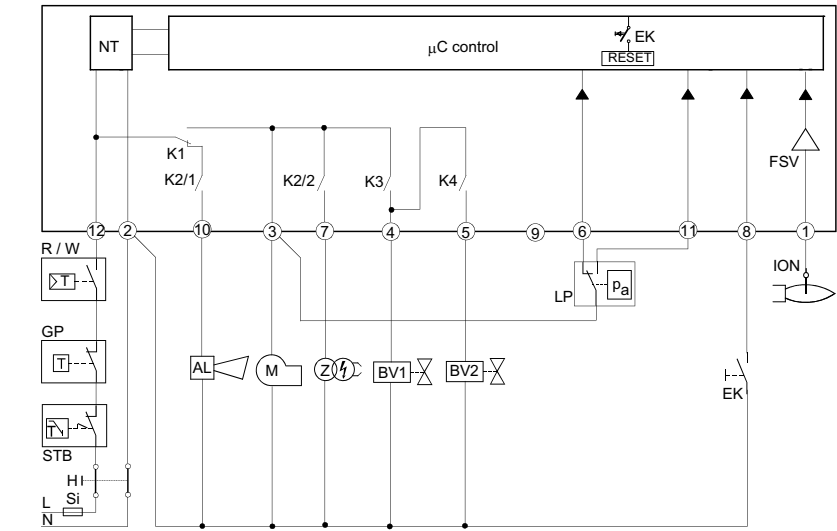 NT
µC control
EK
RESET
FSV
K1
K2/1
K2/2
K3
K4
12
2
10
3
7
4
5
9
6
11
8
1
R / W
T
GP
T
STB
T
H
Si
L
N
AL
M
Z
BV1
BV2
LP
pa
ION
EK